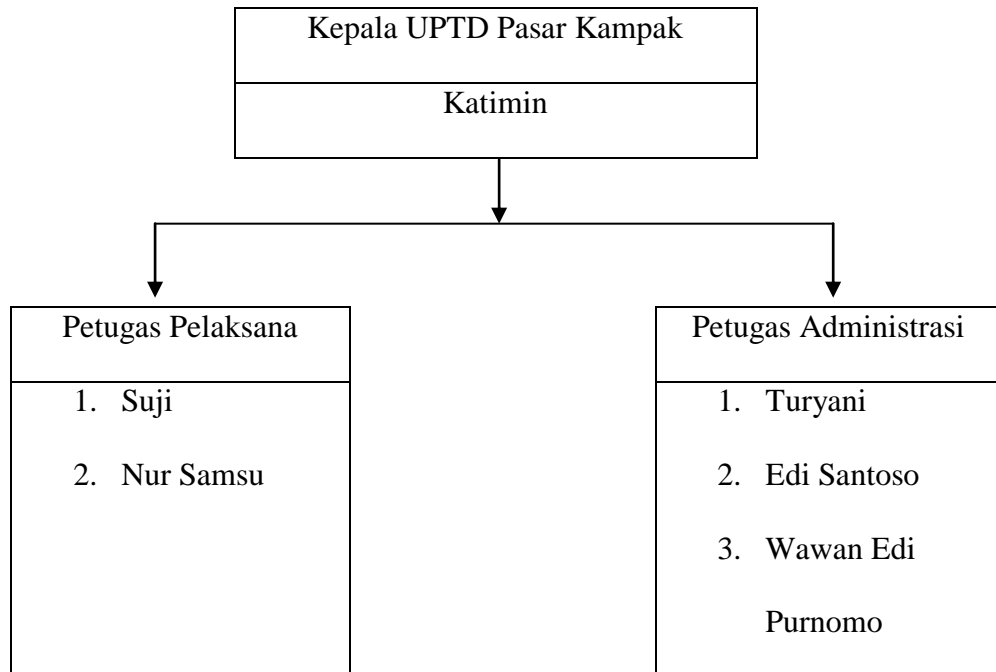 Kepala UPTD Pasar Kampak
Katimin
Petugas Pelaksana
1. Suji
2. Nur Samsu
Petugas Administrasi
1. Turyani
2. Edi Santoso
3. Wawan Edi
Purnomo